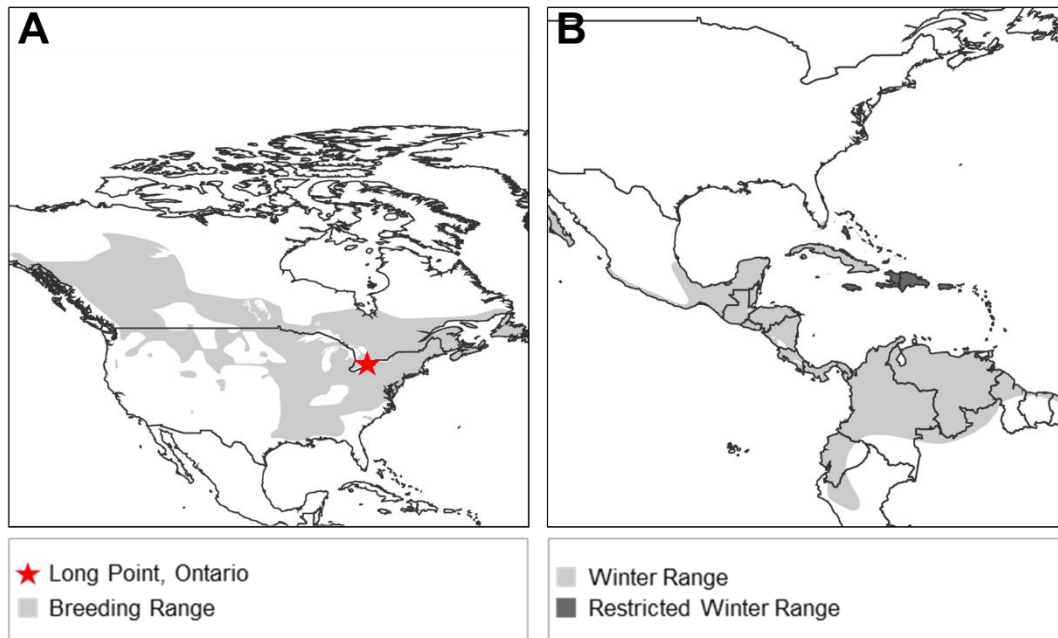 A
B
Long Point, Ontario
Breeding Range
Winter Range
Restricted Winter Range